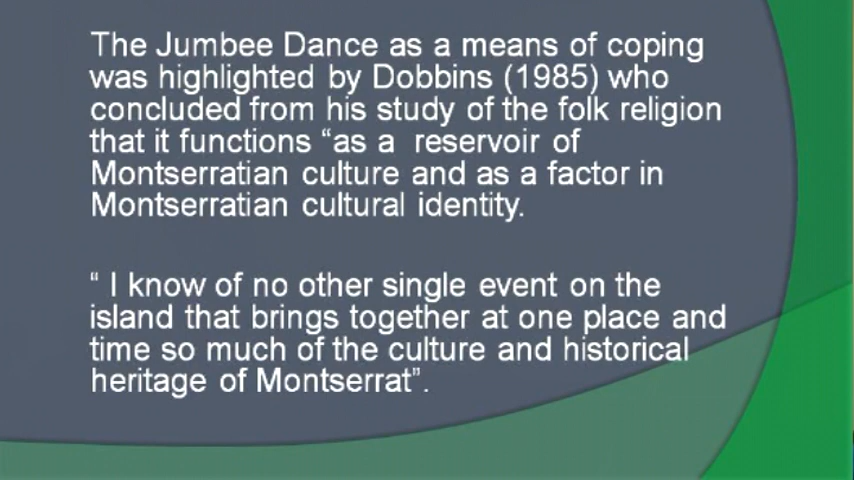 The Jumbee Dance as a means of coping
was highlighted by Dobbins (1985) who
concluded from his study of the folk religion
that it functions “as a reservoir of
Montserratian culture and as a factor in
Montserratian cultural identity.
“ I know of no other single event on the
island that brings together at one place and
time so much of the culture and historical
heritage of Montserrat”.